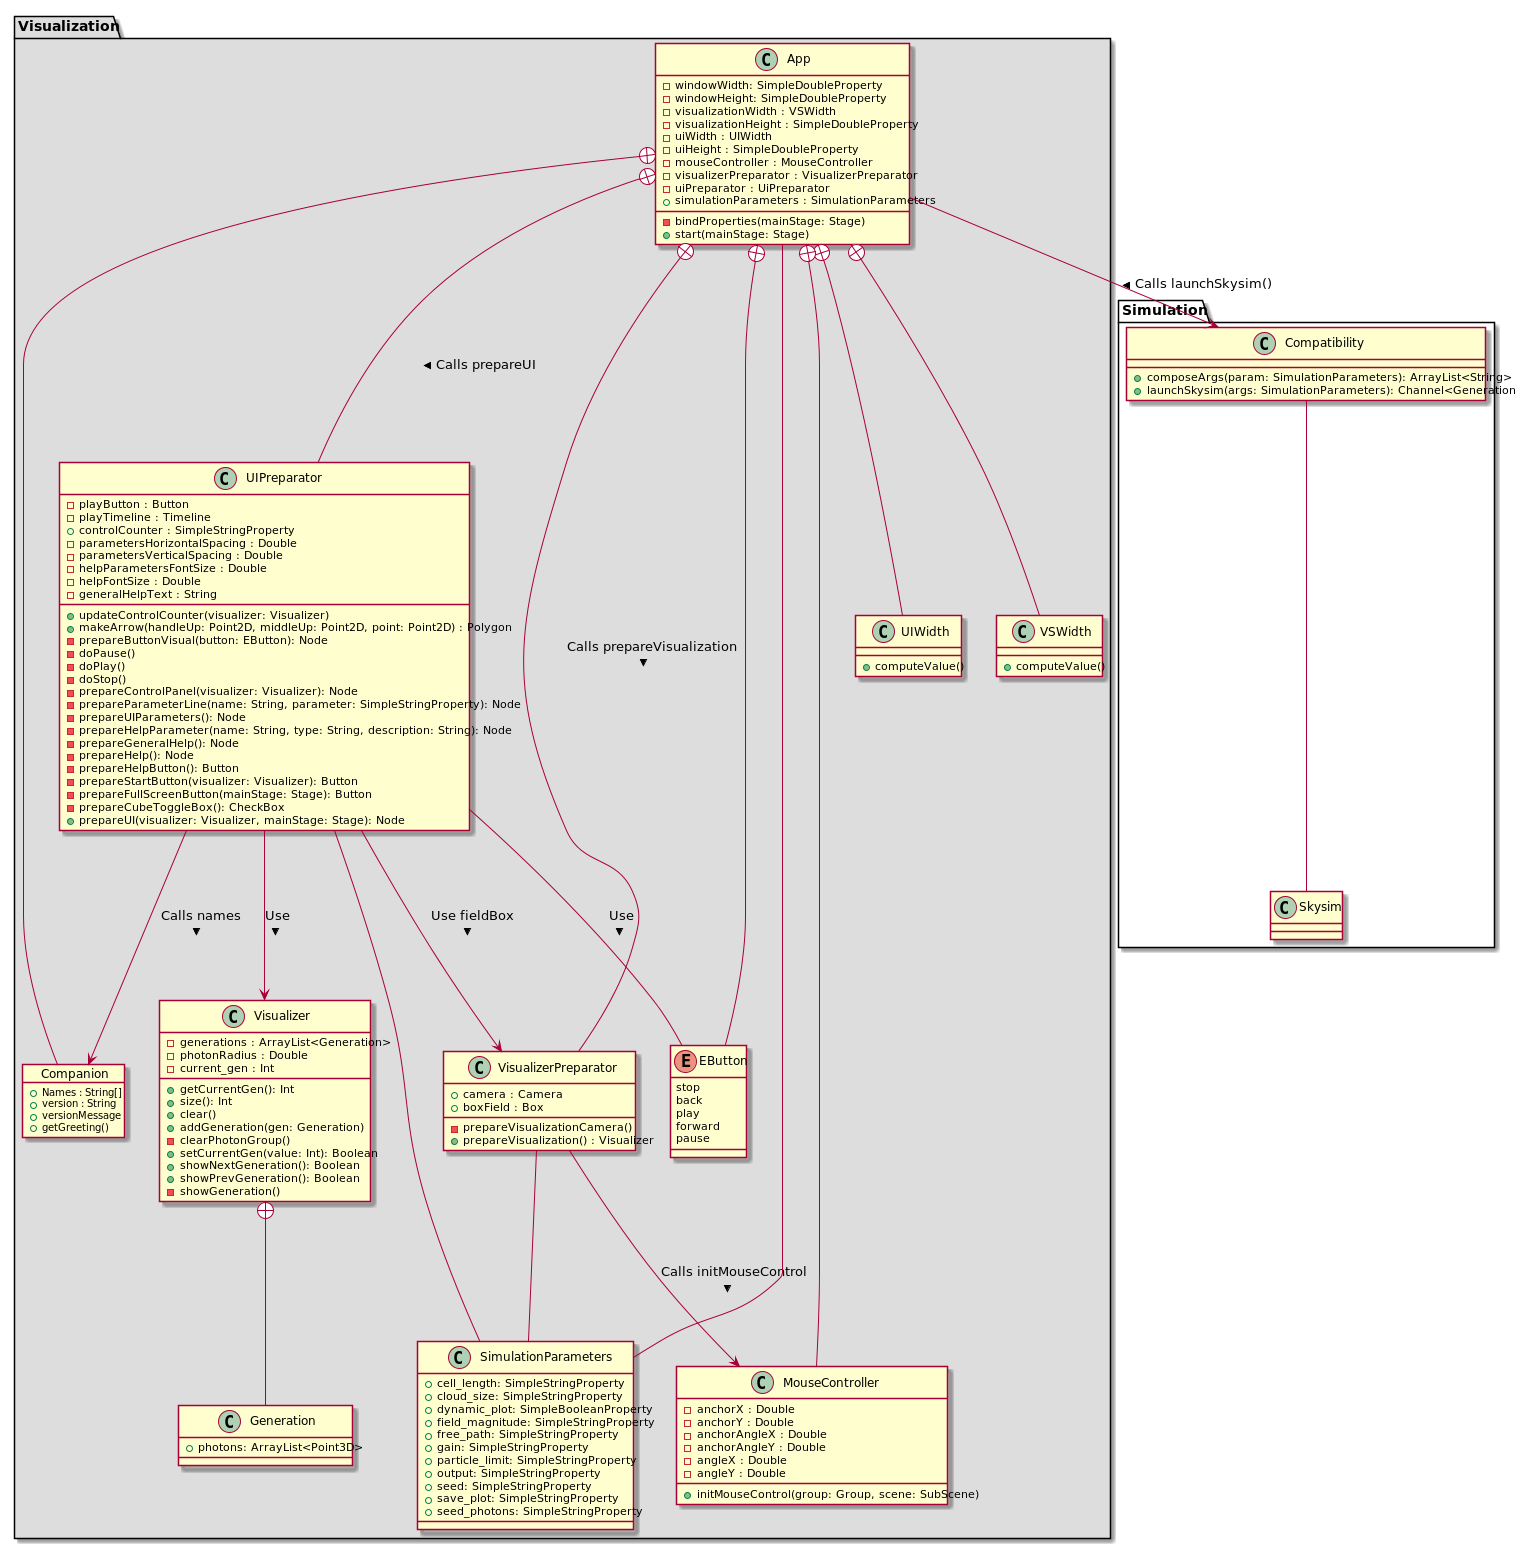 Visualization
App
windowWidth: SimpleDoubleProperty
windowHeight: SimpleDoubleProperty
visualizationWidth : VSWidth
visualizationHeight : SimpleDoubleProperty
uiWidth : UIWidth
uiHeight : SimpleDoubleProperty
mouseController : MouseController
visualizerPreparator : VisualizerPreparator
uiPreparator : UiPreparator
simulationParameters : SimulationParameters
bindProperties(mainStage: Stage)
start(mainStage: Stage)
Calls launchSkysim()
Simulation
Compatibility
composeArgs(param: SimulationParameters): ArrayList<String>
launchSkysim(args: SimulationParameters): Channel<Generation
Calls prepareUI
UIPreparator
playButton : Button
playTimeline : Timeline
controlCounter : SimpleStringProperty
parametersHorizontalSpacing : Double
parametersVerticalSpacing : Double
helpParametersFontSize : Double
helpFontSize : Double
generalHelpText : String
updateControlCounter(visualizer: Visualizer)
makeArrow(handleUp: Point2D, middleUp: Point2D, point: Point2D) : Polygon
prepareButtonVisual(button: EButton): Node
doPause()
doPlay()
doStop()
prepareControlPanel(visualizer: Visualizer): Node
prepareParameterLine(name: String, parameter: SimpleStringProperty): Node
prepareUIParameters(): Node
prepareHelpParameter(name: String, type: String, description: String): Node
prepareGeneralHelp(): Node
prepareHelp(): Node
prepareHelpButton(): Button
prepareStartButton(visualizer: Visualizer): Button
prepareFullScreenButton(mainStage: Stage): Button
prepareCubeToggleBox(): CheckBox
prepareUI(visualizer: Visualizer, mainStage: Stage): Node
Calls prepareVisualization
UIWidth
computeValue()
VSWidth
computeValue()
Calls names
Use
Use fieldBox
Use
Skysim
Companion
Names : String[]
version : String
versionMessage
getGreeting()
Visualizer
generations : ArrayList<Generation>
photonRadius : Double
current_gen : Int
getCurrentGen(): Int
size(): Int
clear()
addGeneration(gen: Generation)
clearPhotonGroup()
setCurrentGen(value: Int): Boolean
showNextGeneration(): Boolean
showPrevGeneration(): Boolean
showGeneration()
VisualizerPreparator
camera : Camera
boxField : Box
prepareVisualizationCamera()
prepareVisualization() : Visualizer
EButton
stop
back
play
forward
pause
Calls initMouseControl
Generation
photons: ArrayList<Point3D>
SimulationParameters
cell_length: SimpleStringProperty
cloud_size: SimpleStringProperty
dynamic_plot: SimpleBooleanProperty
field_magnitude: SimpleStringProperty
free_path: SimpleStringProperty
gain: SimpleStringProperty
particle_limit: SimpleStringProperty
output: SimpleStringProperty
seed: SimpleStringProperty
save_plot: SimpleStringProperty
seed_photons: SimpleStringProperty
MouseController
anchorX : Double
anchorY : Double
anchorAngleX : Double
anchorAngleY : Double
angleX : Double
angleY : Double
initMouseControl(group: Group, scene: SubScene)